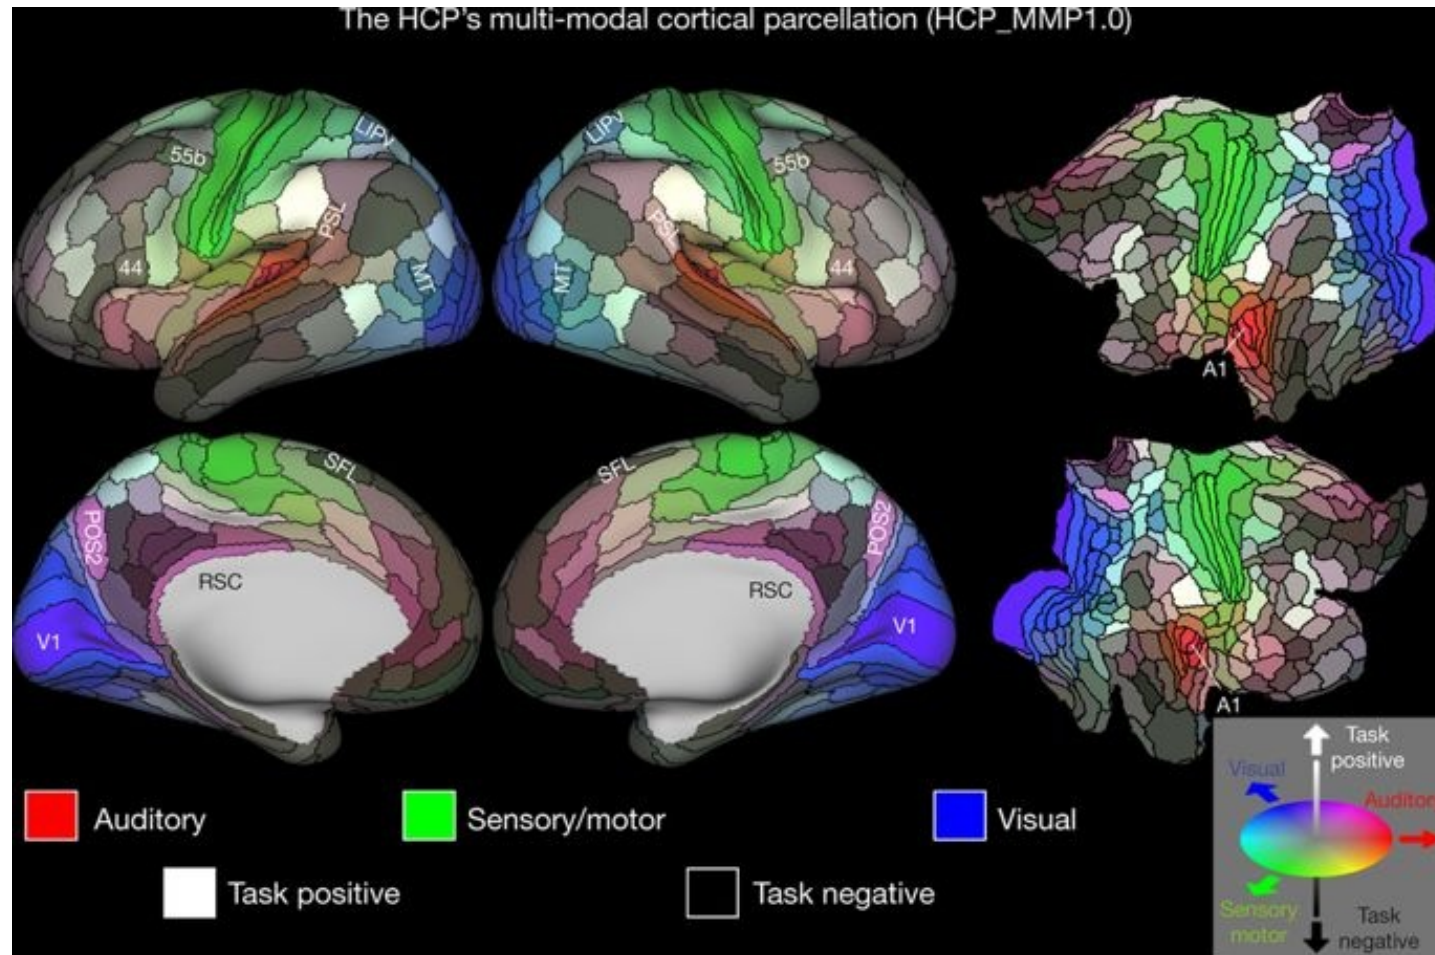 The HCP's multi-modal cortical parcellation (HCP_MMP1.0)
LIPv
55b
PSL
44
MT
LIPv
55b
PSL
44
MT
A1
SFL
POS2
RSC
V1
SFL
POS2
RSC
V1
A1
Task
positive
Visual
Auditor
Sensory
motor
Task
negative
Auditory
Sensory/motor
Visual
Task positive
Task negative